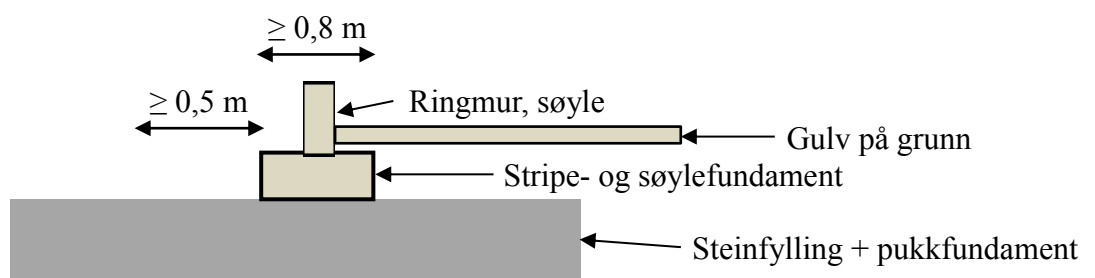 ≥ 0,8 m
≥ 0,5 m
Ringmur, søyle
Gulv på grunn
Stripe- og søylefundament
Steinfylling + pukkfundament